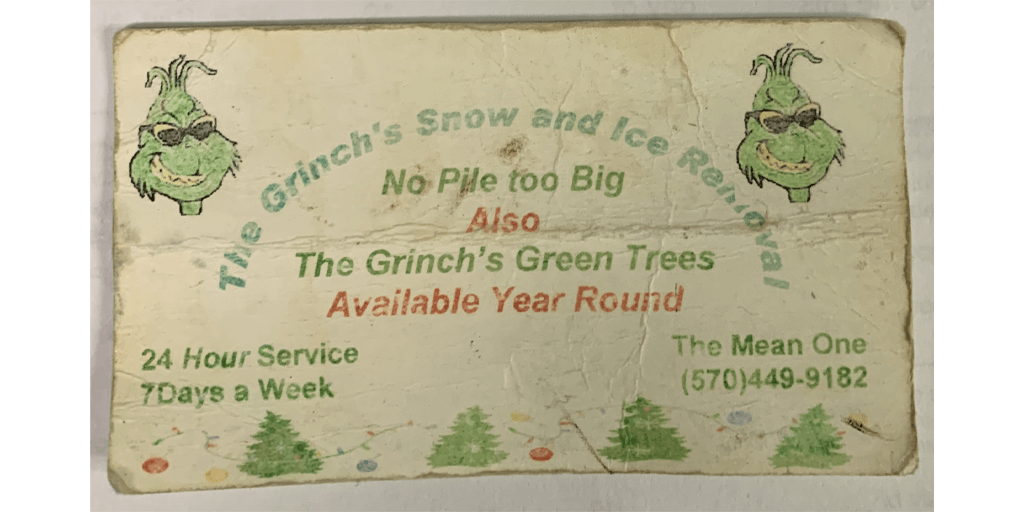 The Grinch's Snow and Ice Removal
No Pile too Big
Also
The Grinch's Green Trees
Available Year Round
24 Hour Service
7Days a Week
The Mean One
(570)449-9182